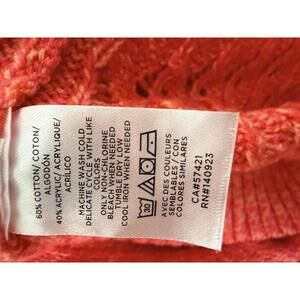 60% COTTON/ COTON/
ALGODÓN
40% ACRYLIC/ ACRYLIQUE/
ACRÍLICO
MACHINE WASH COLD
DELICATE CYCLE WITH LIKE
COLORS
ONLY NON-CHLORINE
BLEACH WHEN NEEDED
TUMBLE DRY LOW
COOL IRON WHEN NEEDED
30
AVEC DES COULEURS
SEMBLABLES / CON
COLORES SIMILARES
CA#57421
RN#140923